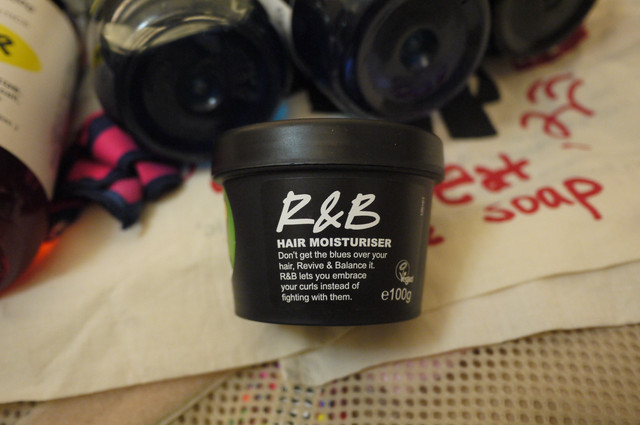 R&B
HAIR MOISTURISER
Don't get the blues over your
hair, Revive & Balance it.
R&B lets you embrace
your curls instead of
fighting with them.
Vegan
e100g
soap